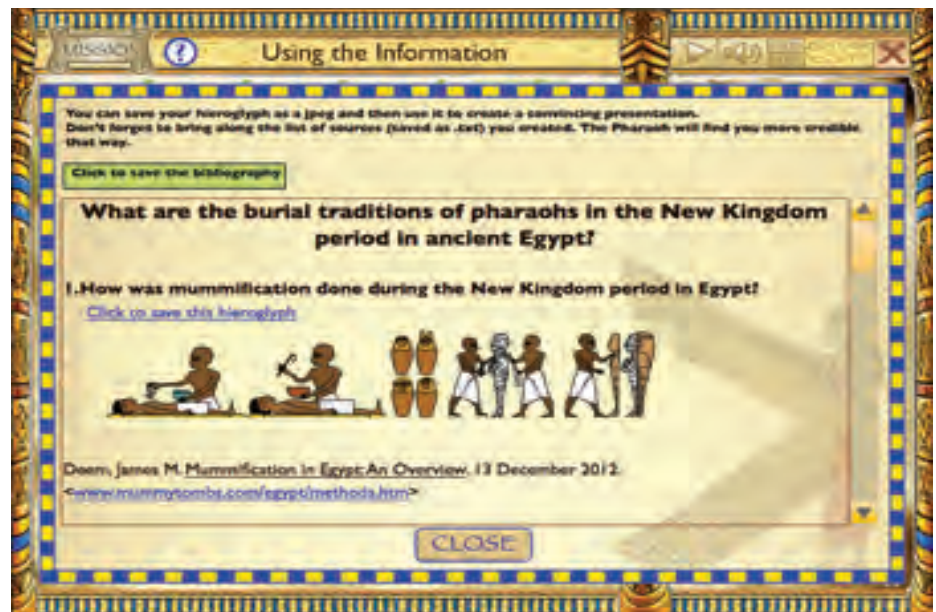 MISSION
?
Using the Information
You can save your hieroglyph as a jpeg and then use it to create a convincing presentation.
Don't forget to bring along the list of sources (saved as .txt) you created. The Pharaoh will find you more credible
that way.
Click to save the bibliography
What are the burial traditions of pharaohs in the New Kingdom
period in ancient Egypt?
1.How was mummification done during the New Kingdom period in Egypt?
Click to save this hieroglyph
Deem, James M. Mummification in Egypt: An Overview. 13 December 2012.
<www.mummytombs.com/egypt/methods.htm>
CLOSE